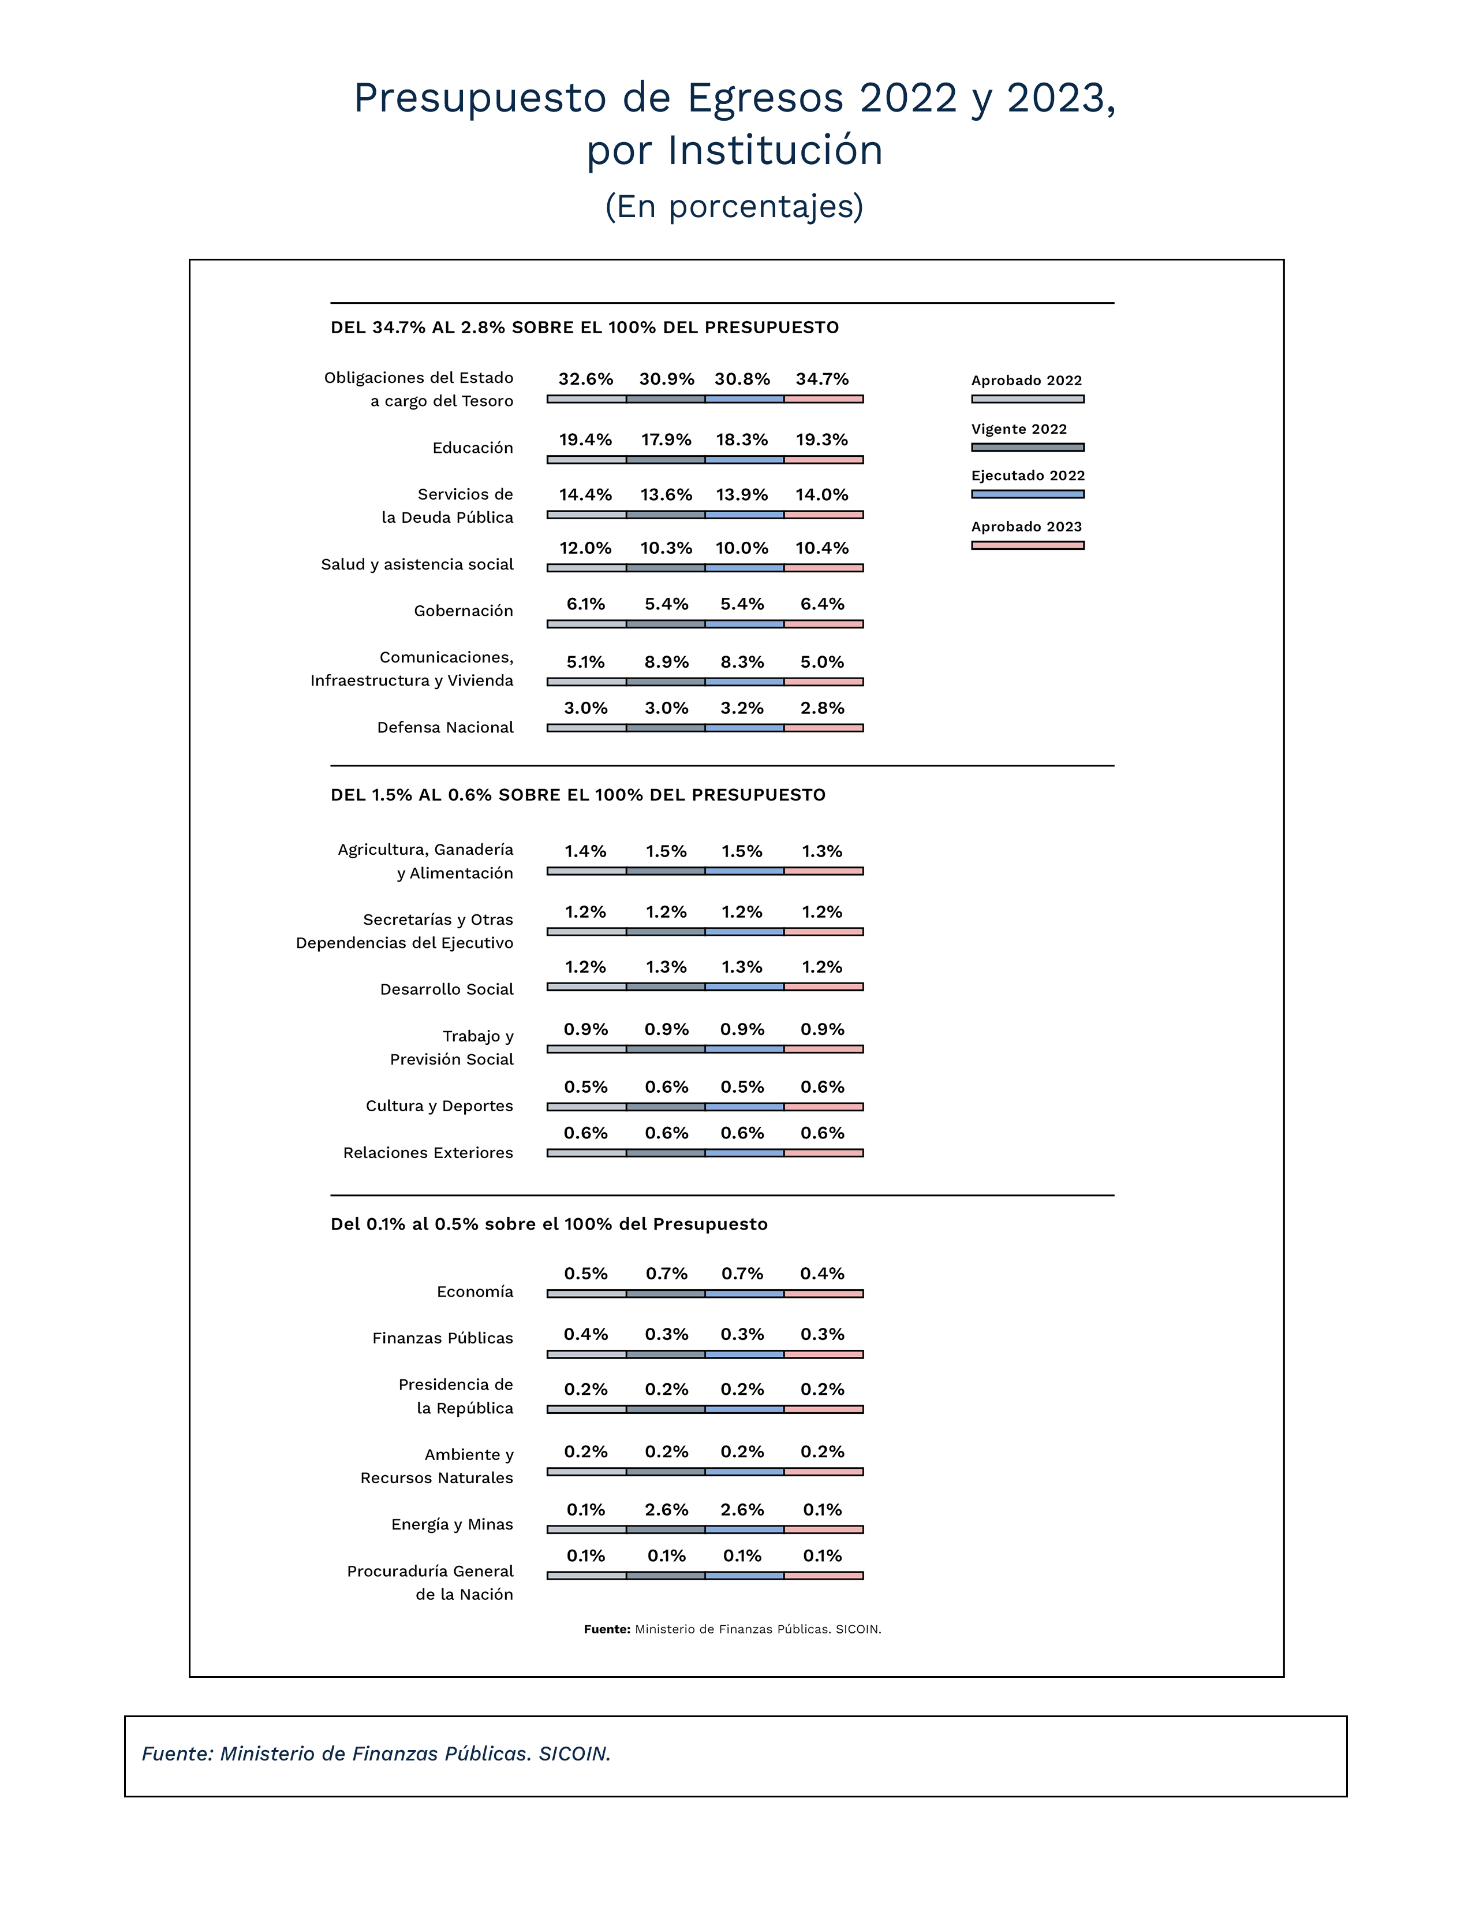 Presupuesto de Egresos 2022 y 2023,
por Institución
(En porcentajes)
DEL 34.7% AL 2.8% SOBRE EL 100% DEL PRESUPUESTO
Obligaciones del Estado
a cargo del Tesoro
32.6% 30.9% 30.8% 34.7%
Educación
19.4% 17.9% 18.3% 19.3%
Servicios de
la Deuda Pública
14.4% 13.6% 13.9% 14.0%
Salud y asistencia social
12.0% 10.3% 10.0% 10.4%
Gobernación
6.1% 5.4% 5.4% 6.4%
Comunicaciones,
Infraestructura y Vivienda
5.1% 8.9% 8.3% 5.0%
Defensa Nacional
3.0% 3.0% 3.2% 2.8%
Aprobado 2022
Vigente 2022
Ejecutado 2022
Aprobado 2023
DEL 1.5% AL 0.6% SOBRE EL 100% DEL PRESUPUESTO
Agricultura, Ganadería
y Alimentación
1.4% 1.5% 1.5% 1.3%
Secretarías y Otras
Dependencias del Ejecutivo
1.2% 1.2% 1.2% 1.2%
Desarrollo Social
1.2% 1.3% 1.3% 1.2%
Trabajo y
Previsión Social
0.9% 0.9% 0.9% 0.9%
Cultura y Deportes
0.5% 0.6% 0.5% 0.6%
Relaciones Exteriores
0.6% 0.6% 0.6% 0.6%
Del 0.1% al 0.5% sobre el 100% del Presupuesto
Economía
0.5% 0.7% 0.7% 0.4%
Finanzas Públicas
0.4% 0.3% 0.3% 0.3%
Presidencia de
la República
0.2% 0.2% 0.2% 0.2%
Ambiente y
Recursos Naturales
0.2% 0.2% 0.2% 0.2%
Energía y Minas
0.1% 2.6% 2.6% 0.1%
Procuraduría General
de la Nación
0.1% 0.1% 0.1% 0.1%
Fuente: Ministerio de Finanzas Públicas. SICOIN.
Fuente: Ministerio de Finanzas Públicas. SICOIN.